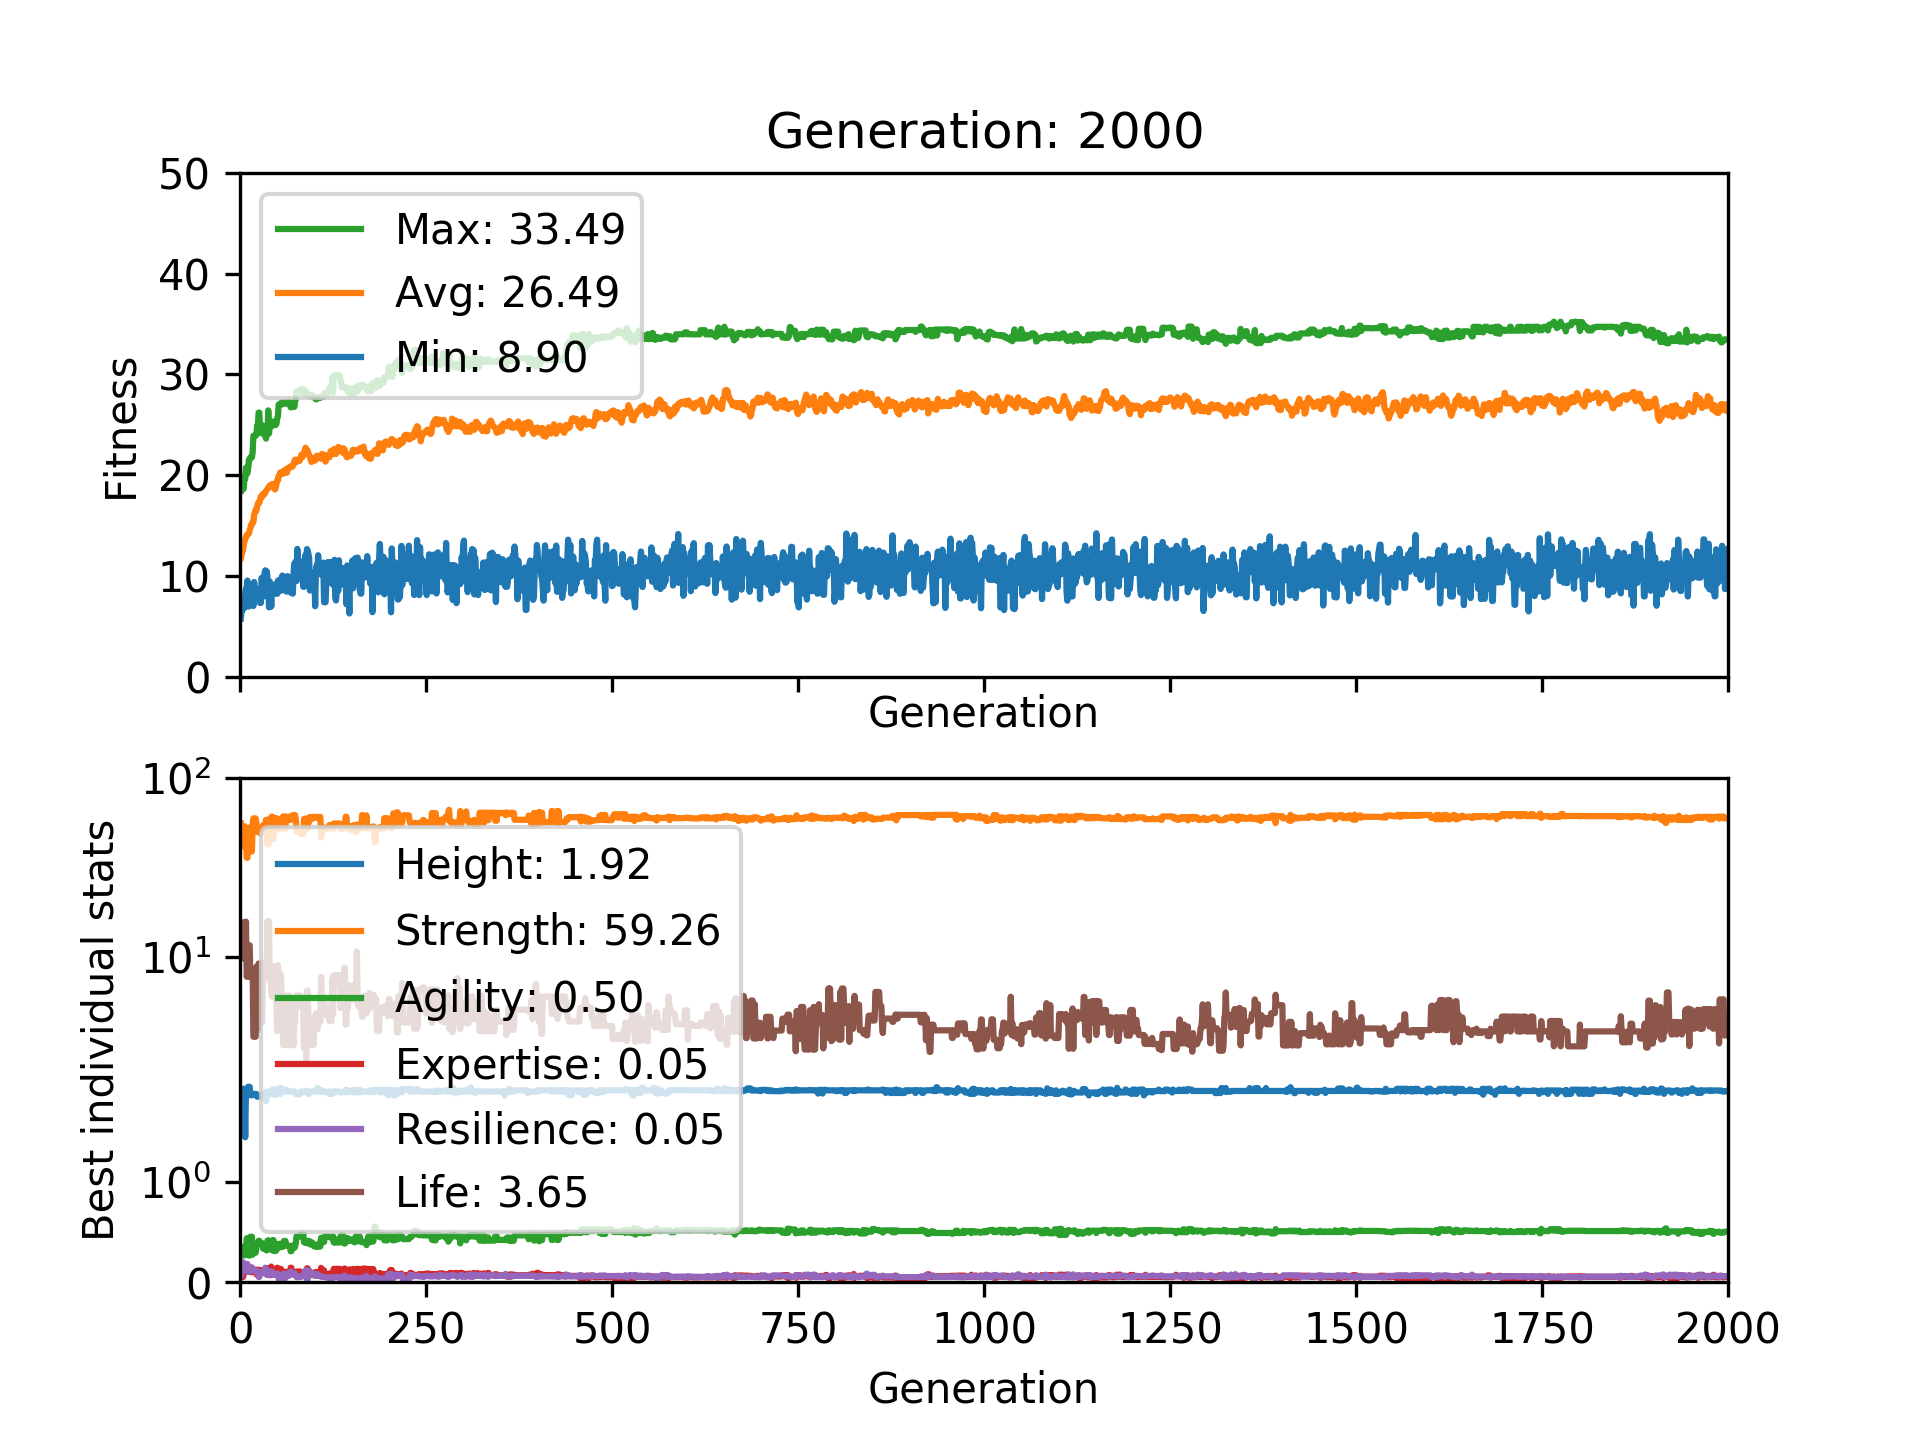 Generation: 2000
50
40
30
20
10
0
Fitness
Max: 33.49
Avg: 26.49
Min: 8.90
Generation
10²
10¹
10⁰
0
Best individual stats
Height: 1.92
Strength: 59.26
Agility: 0.50
Expertise: 0.05
Resilience: 0.05
Life: 3.65
0 250 500 750 1000 1250 1500 1750 2000
Generation